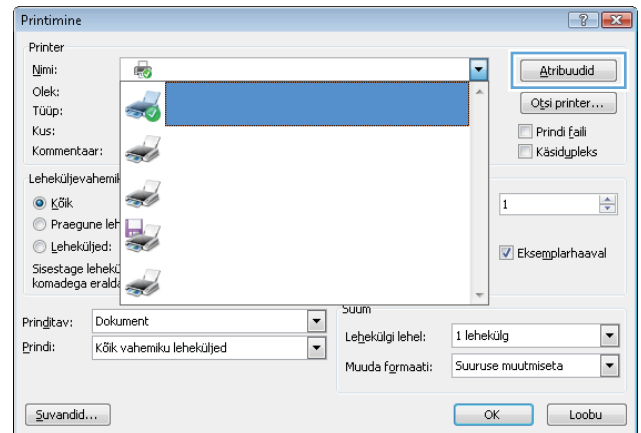 Printimine
Printer
Nimi:
Atribuudid
Olek:
Tüüp:
Otsi printer...
Kus:
Prindi faili
Kommentaar:
Käsidupleks
Leheküljevahemik
Kõik
1
Praegune leh
Leheküljed:
Eksemplarhaaval
Sisestage lehekü
komadega eralda
Suum
Prinditav:
Dokument
Lehekülgi lehel:
1 lehekülg
Prindi:
Kõik vahemiku leheküljed
Muuda formaati:
Suuruse muutmiseta
Suvandid...
OK
Loobu